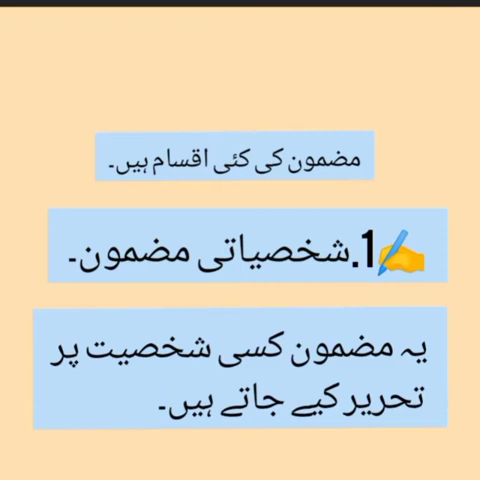 مضمون کی کئی اقسام ہیں۔
✍️1.شخصیاتی مضمون۔
یہ مضمون کسی شخصیت پر
تحریر کیے جاتے ہیں۔